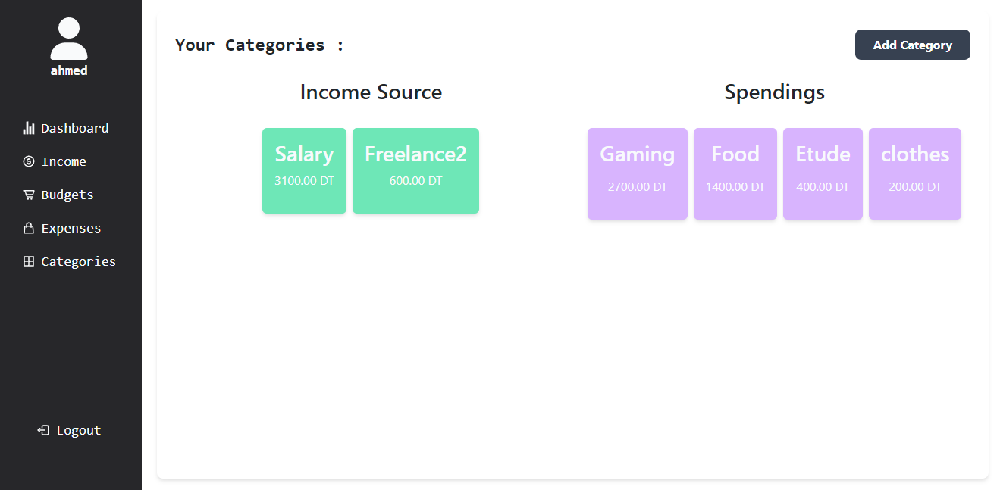 ahmed
Dashboard
Income
Budgets
Expenses
Categories
Logout
Your Categories :
Add Category
Income Source
Salary
3100.00 DT
Freelance2
600.00 DT
Spendings
Gaming
2700.00 DT
Food
1400.00 DT
Etude
400.00 DT
clothes
200.00 DT